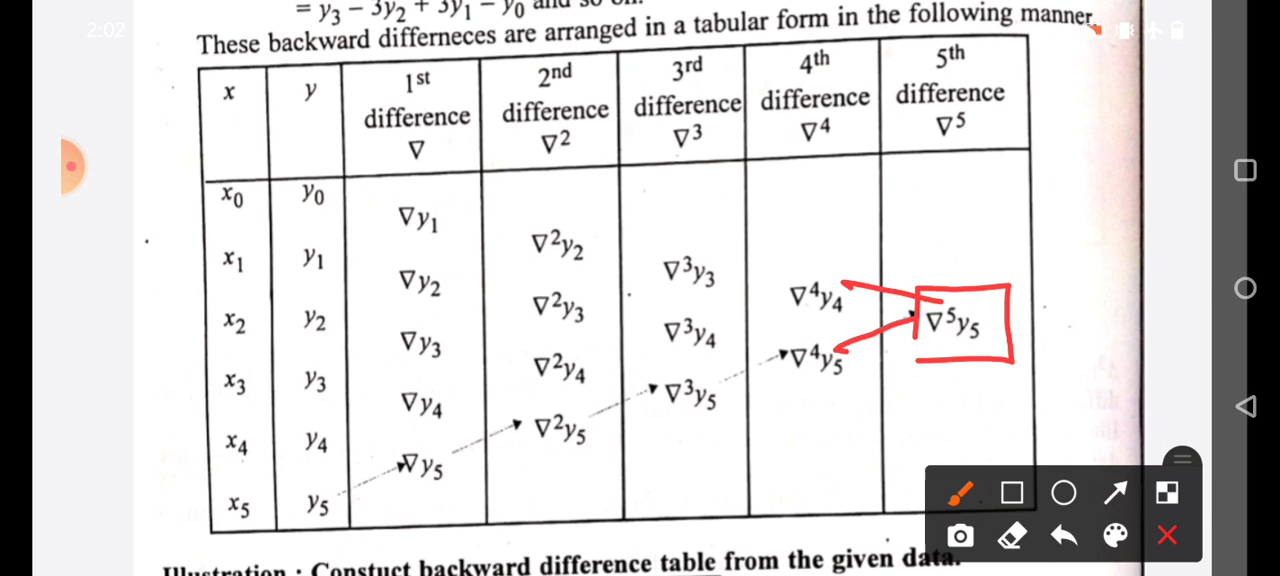 = y3 − 3y2 + 3y1 − y0 and so on.
2:02
These backward differneces are arranged in a tabular form in the following manner.
x y 1st difference ∇ 2nd difference ∇2 3rd difference ∇3 4th difference ∇4 5th difference ∇5
x0 y0
∇y1
x1 y1 ∇2y2
∇y2 ∇3y3
x2 y2 ∇2y3 ∇4y4
∇y3 ∇3y4 ∇5y5
x3 y3 ∇2y4 ∇4y5
∇y4 ∇3y5
x4 y4 ∇2y5
∇y5
x5 y5
Illustration : Constuct backward difference table from the given data.